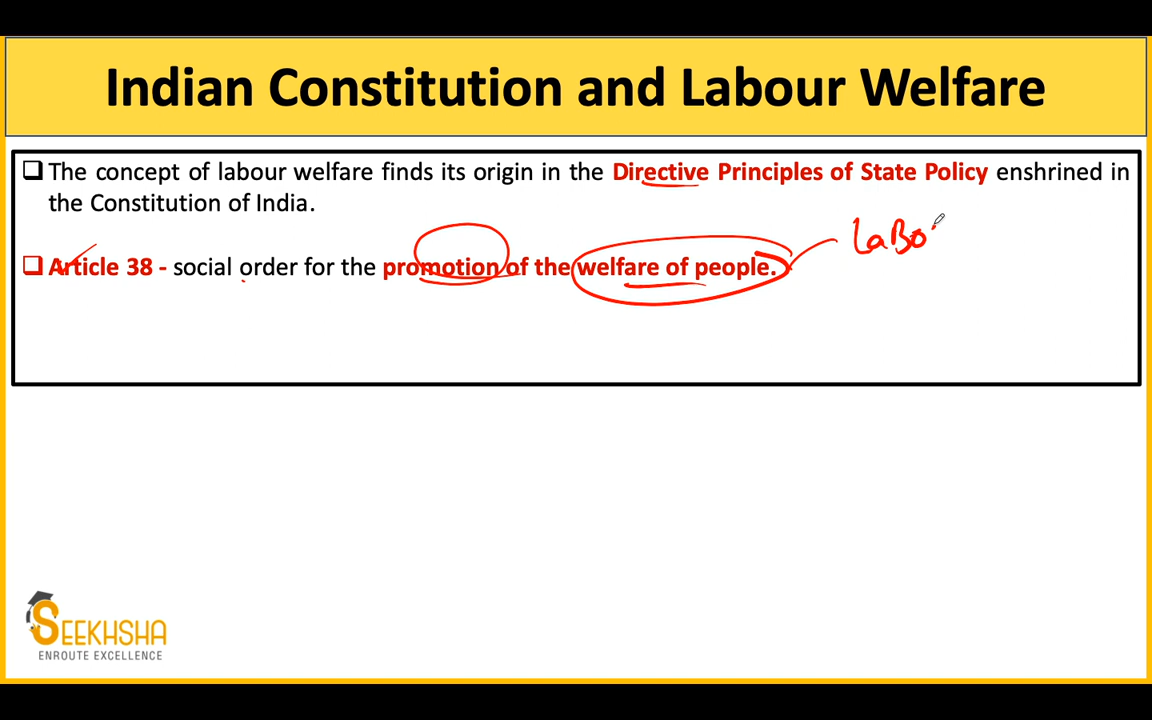 Indian Constitution and Labour Welfare
The concept of labour welfare finds its origin in the Directive Principles of State Policy enshrined in
the Constitution of India.
LaBo
Article 38 - social order for the promotion of the welfare of people.
SEEKHSHA
ENROUTE EXCELLENCE